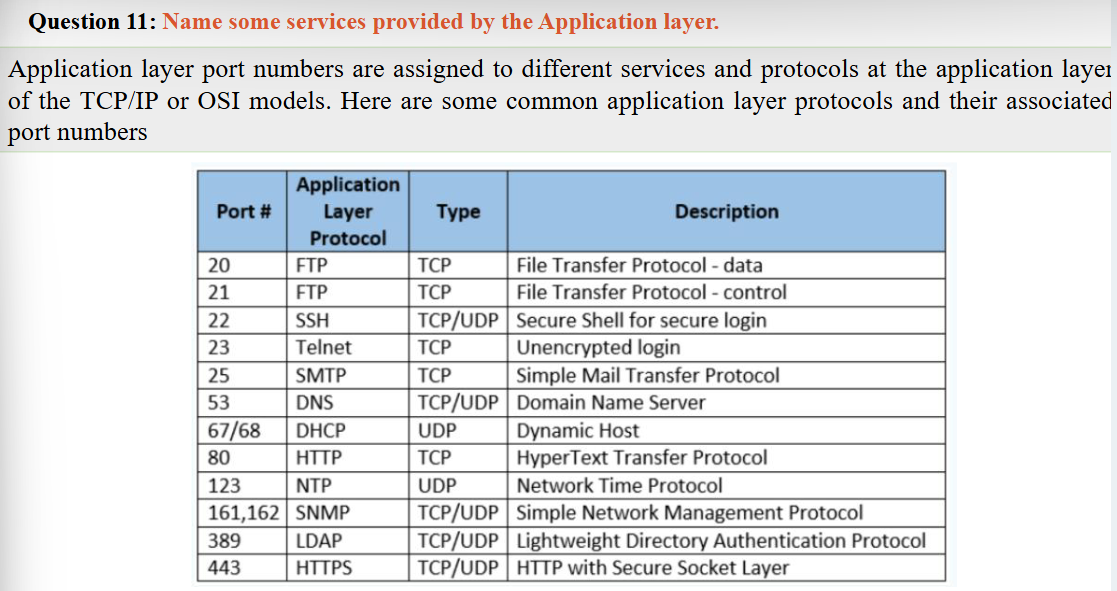 Question 11: Name some services provided by the Application layer.
Application layer port numbers are assigned to different services and protocols at the application layer
of the TCP/IP or OSI models. Here are some common application layer protocols and their associated
port numbers
Port # Application Layer Protocol Type Description
20 FTP TCP File Transfer Protocol - data
21 FTP TCP File Transfer Protocol - control
22 SSH TCP/UDP Secure Shell for secure login
23 Telnet TCP Unencrypted login
25 SMTP TCP Simple Mail Transfer Protocol
53 DNS TCP/UDP Domain Name Server
67/68 DHCP UDP Dynamic Host
80 HTTP TCP HyperText Transfer Protocol
123 NTP UDP Network Time Protocol
161,162 SNMP TCP/UDP Simple Network Management Protocol
389 LDAP TCP/UDP Lightweight Directory Authentication Protocol
443 HTTPS TCP/UDP HTTP with Secure Socket Layer